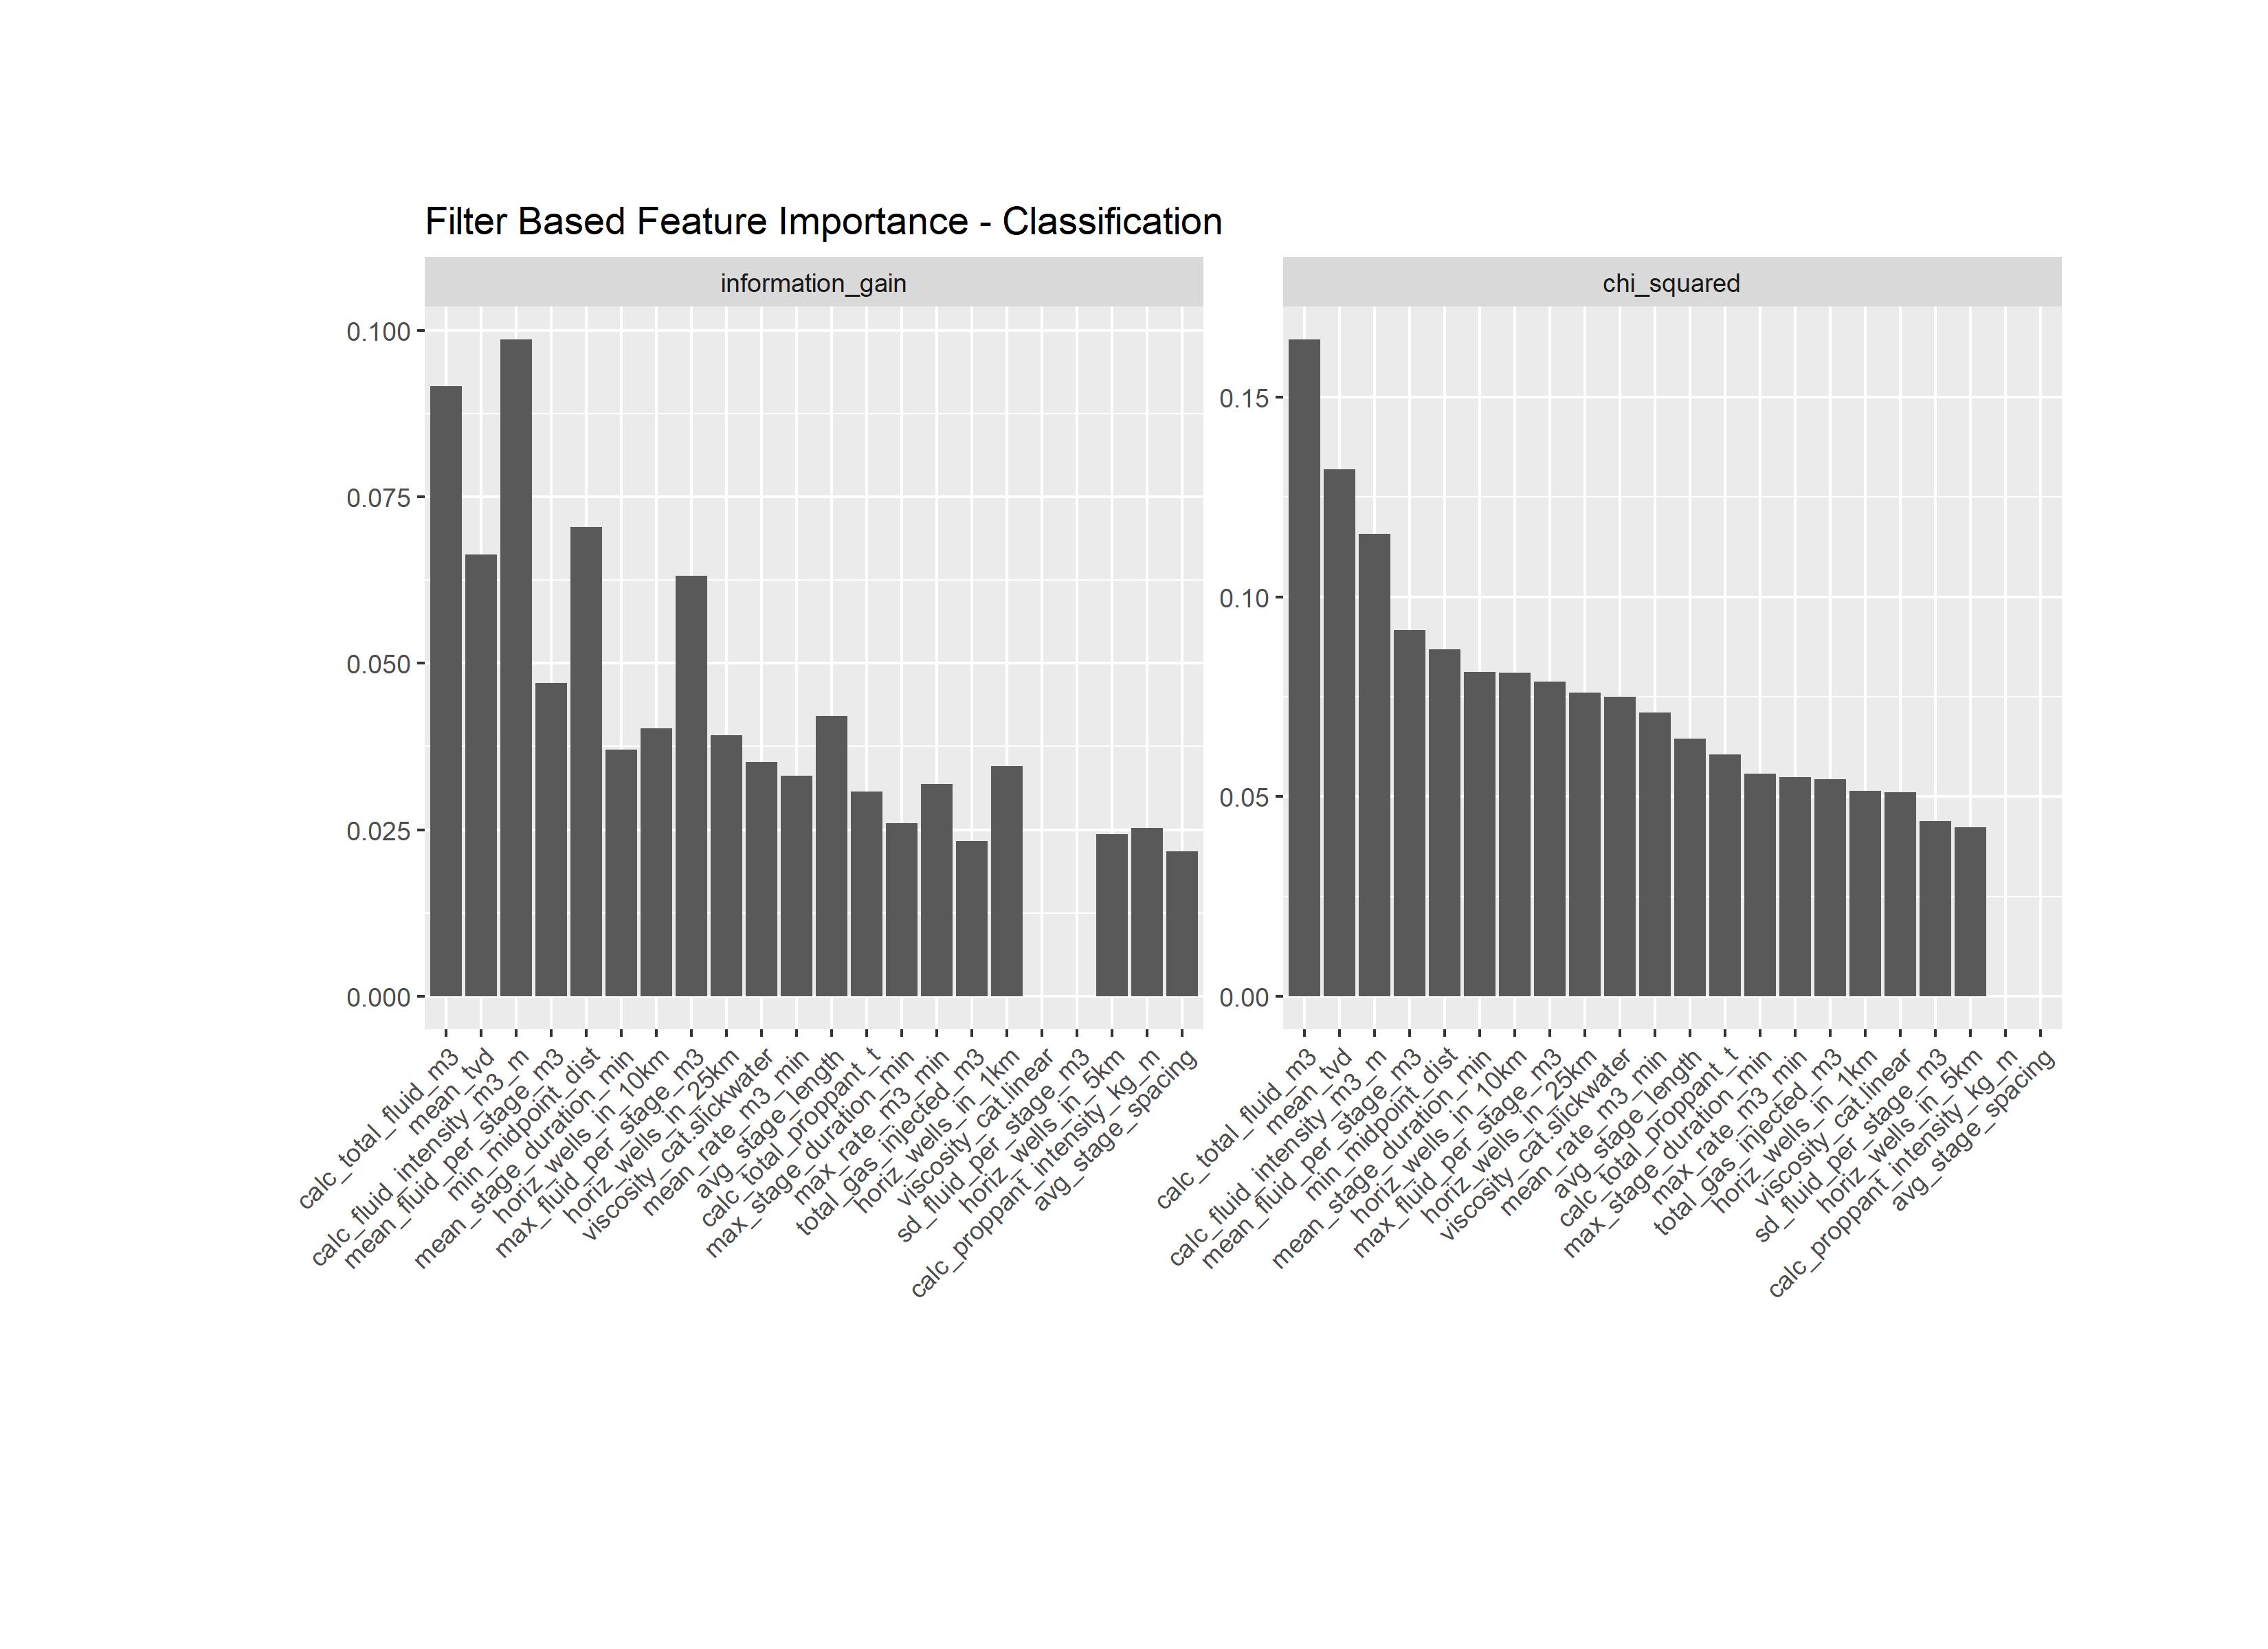 Filter Based Feature Importance - Classification
information_gain
0.100
0.075
0.050
0.025
0.000
calc_total_fluid_m3
mean_tvd
calc_fluid_intensity_m3_m
mean_fluid_per_stage_m3
min_midpoint_dist
mean_stage_duration_min
horiz_wells_in_10km
max_fluid_per_stage_m3
horiz_wells_in_25km
viscosity_cat.slickwater
mean_rate_m3_min
avg_stage_length
calc_total_proppant_t
max_stage_duration_min
max_rate_m3_min
total_gas_injected_m3
horiz_wells_in_1km
viscosity_cat.linear
sd_fluid_per_stage_m3
horiz_wells_in_5km
calc_proppant_intensity_kg_m
avg_stage_spacing
chi_squared
0.15
0.10
0.05
0.00
calc_total_fluid_m3
mean_tvd
calc_fluid_intensity_m3_m
mean_fluid_per_stage_m3
min_midpoint_dist
mean_stage_duration_min
horiz_wells_in_10km
max_fluid_per_stage_m3
horiz_wells_in_25km
viscosity_cat.slickwater
mean_rate_m3_min
avg_stage_length
calc_total_proppant_t
max_stage_duration_min
max_rate_m3_min
total_gas_injected_m3
horiz_wells_in_1km
viscosity_cat.linear
sd_fluid_per_stage_m3
horiz_wells_in_5km
calc_proppant_intensity_kg_m
avg_stage_spacing